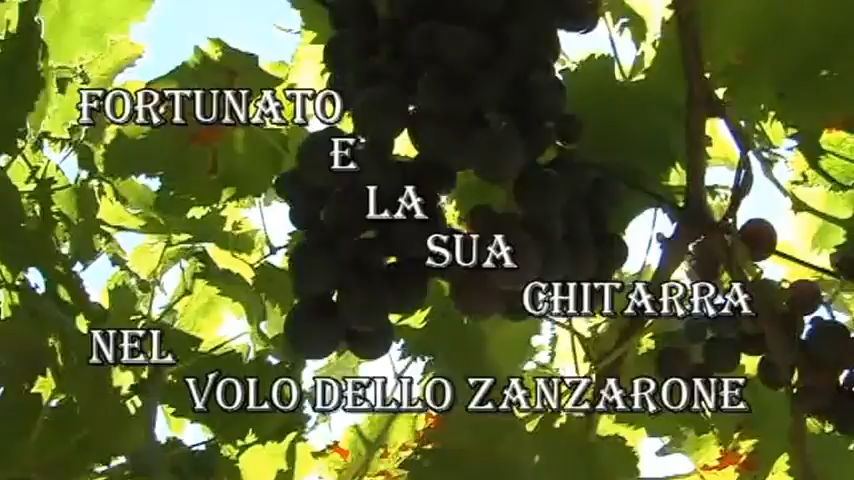 FORTUNATO
E
LA
SUA
CHITARRA
NEL
VOLO DELLO ZANZARONE